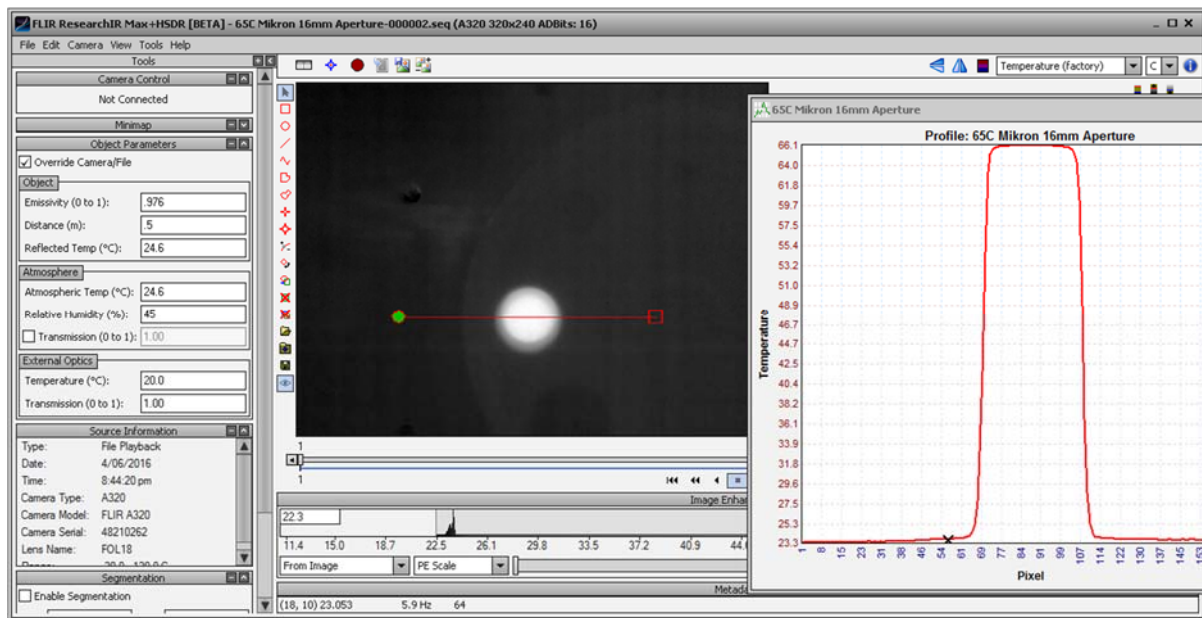 FLIR ResearchIR Max+HSDR [BETA] - 65C Mikron 16mm Aperture-000002.seq (A320 320x240 ADBits: 16)
File Edit Camera View Tools Help
Tools
Camera Control
Not Connected
Minimap
Object Parameters
Override Camera/File
Object
Emissivity (0 to 1): .976
Distance (m): .5
Reflected Temp (°C): 24.6
Atmosphere
Atmospheric Temp (°C): 24.6
Relative Humidity (%): 45
Transmission (0 to 1): 1.00
External Optics
Temperature (°C): 20.0
Transmission (0 to 1): 1.00
Source Information
Type: File Playback
Date: 4/06/2016
Time: 8:44:20 pm
Camera Type: A320
Camera Model: FLIR A320
Camera Serial: 48210262
Lens Name: FOL18
Segmentation
Enable Segmentation
Temperature (factory) C
1
1
Image Enhan
22.3
11.4 15.0 18.7 22.5 26.1 29.8 33.5 37.2 40.9 44.6
From Image PE Scale
Metada
(18, 10) 23.053 5.9 Hz 64
65C Mikron 16mm Aperture
Profile: 65C Mikron 16mm Aperture
Temperature
66.1
64.0
61.8
59.7
57.5
55.4
53.2
51.0
48.9
46.7
44.7
42.5
40.4
38.2
36.1
33.9
31.8
29.6
27.5
25.3
23.3
1 8 15 23 31 38 46 54 61 69 77 84 91 99 107 114 122 130 137 145 153
Pixel